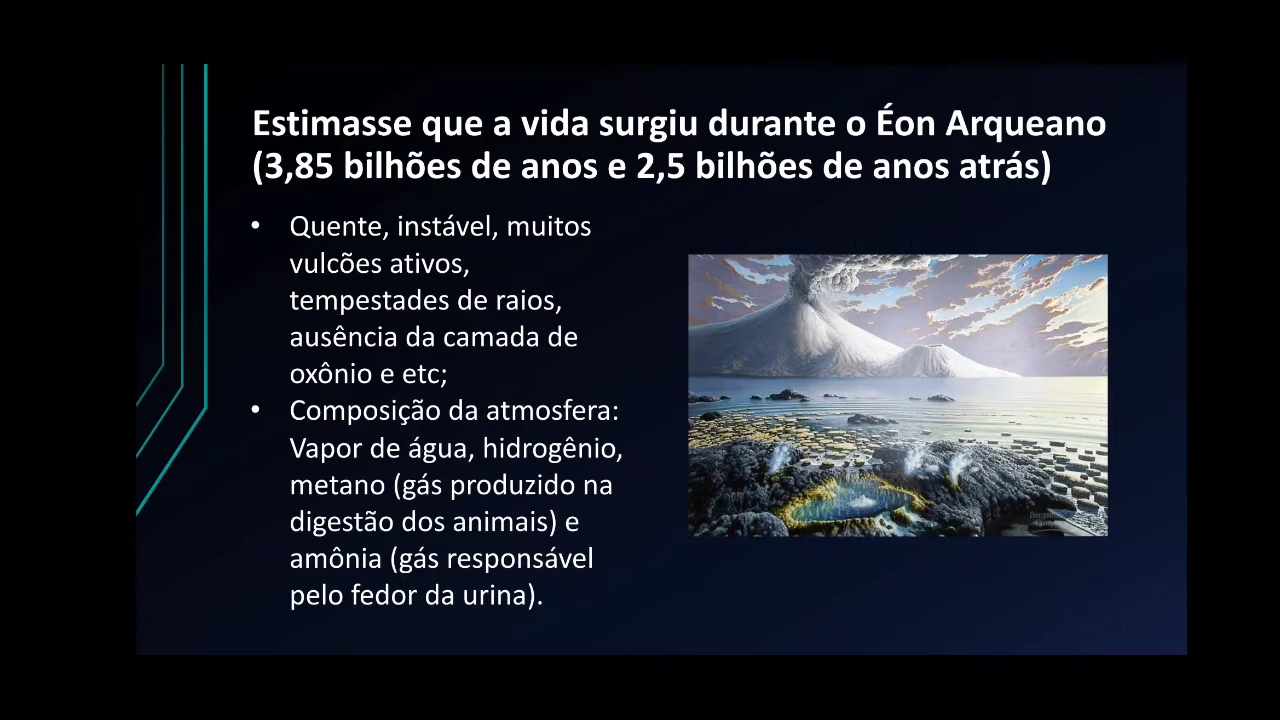 Estimasse que a vida surgiu durante o Éon Arqueano
(3,85 bilhões de anos e 2,5 bilhões de anos atrás)
• Quente, instável, muitos
vulcões ativos,
tempestades de raios,
ausência da camada de
oxônio e etc;
• Composição da atmosfera:
Vapor de água, hidrogênio,
metano (gás produzido na
digestão dos animais) e
amônia (gás responsável
pelo fedor da urina).